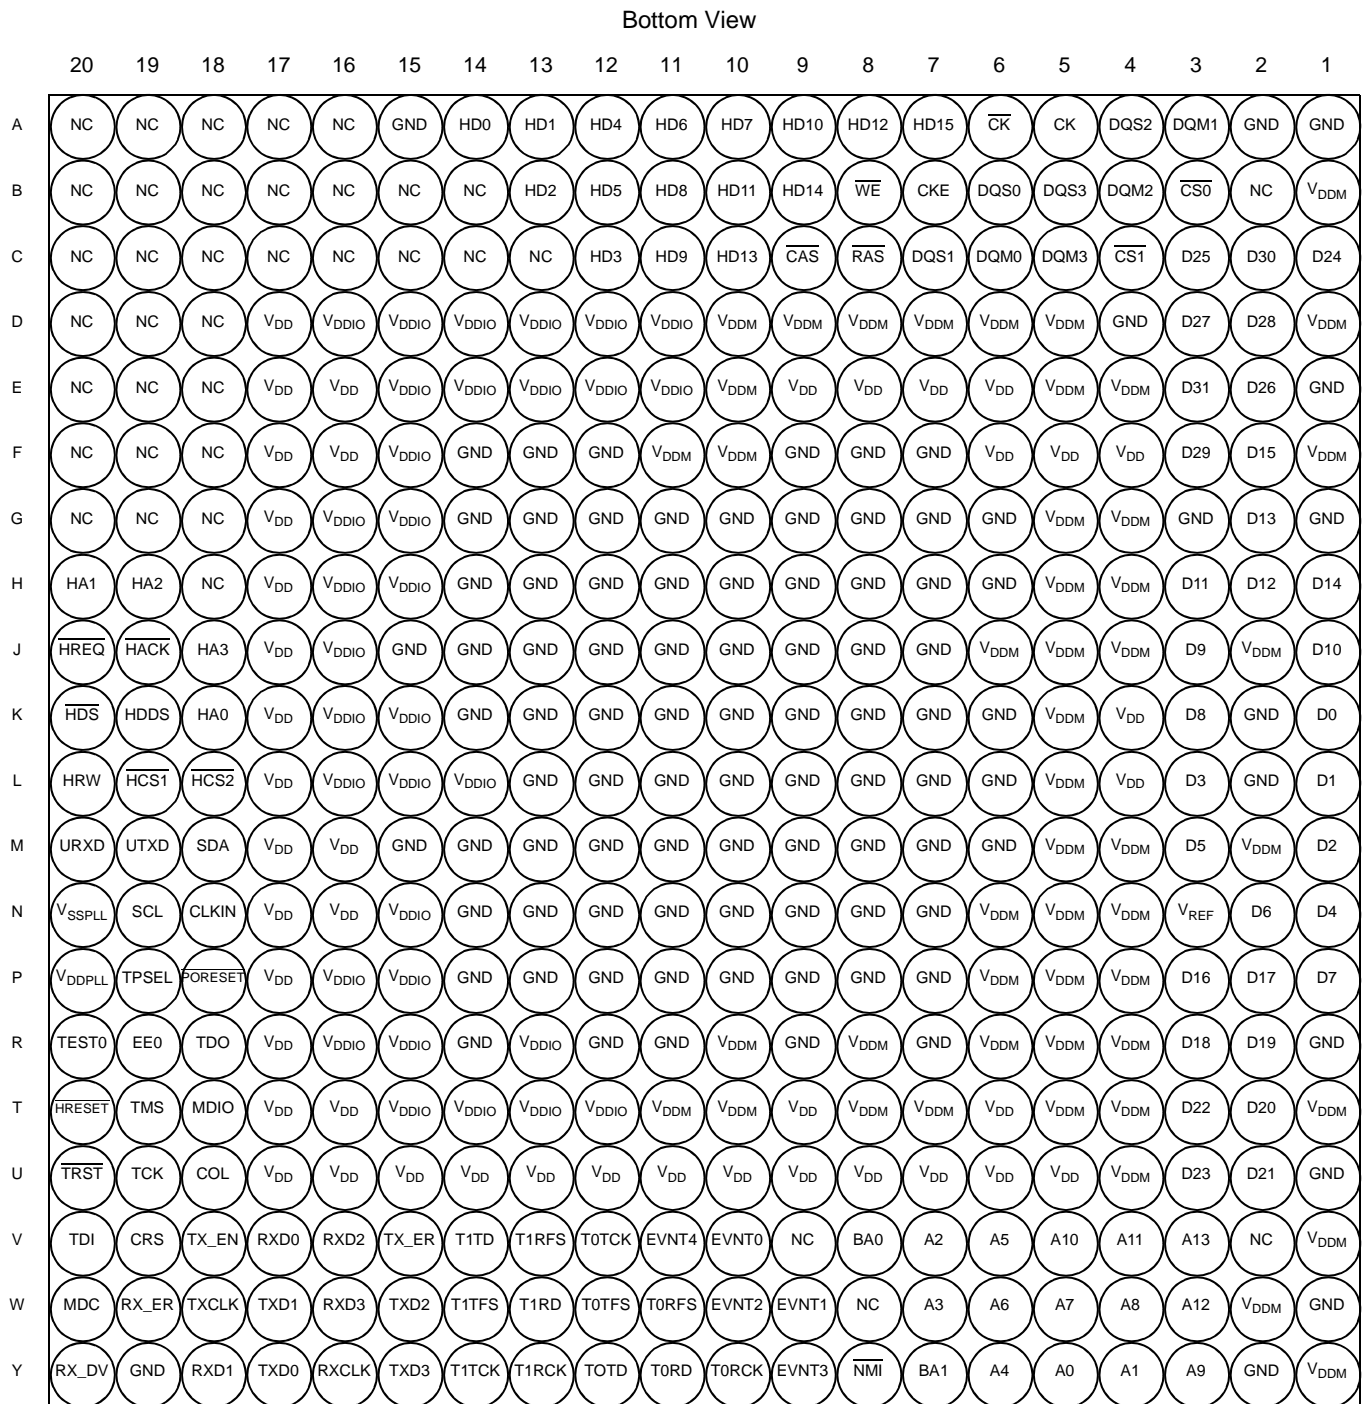 Bottom View
20 19 18 17 16 15 14 13 12 11 10 9 8 7 6 5 4 3 2 1
A NC NC NC NC NC GND HD0 HD1 HD4 HD6 HD7 HD10 HD12 HD15 CK CK DQS2 DQM1 GND GND
B NC NC NC NC NC NC NC HD2 HD5 HD8 HD11 HD14 WE CKE DQS0 DQS3 DQM2 CS0 NC VDDM
C NC NC NC NC NC NC NC NC HD3 HD9 HD13 CAS RAS DQS1 DQM0 DQM3 CS1 D25 D30 D24
D NC NC NC VDD VDDIO VDDIO VDDIO VDDIO VDDIO VDDIO VDDM VDDM VDDM VDDM VDDM VDDM GND D27 D28 VDDM
E NC NC NC VDD VDD VDDIO VDDIO VDDIO VDDIO VDDIO VDDM VDD VDD VDD VDD VDDM VDDM D31 D26 GND
F NC NC NC VDD VDD VDDIO GND GND GND VDDM VDDM GND GND GND VDD VDD VDD D29 D15 VDDM
G NC NC NC VDD VDDIO VDDIO GND GND GND GND GND GND GND GND GND VDDM VDDM GND D13 GND
H HA1 HA2 NC VDD VDDIO VDDIO GND GND GND GND GND GND GND GND GND VDDM VDDM D11 D12 D14
J HREQ HACK HA3 VDD VDDIO GND GND GND GND GND GND GND GND GND VDDM VDDM VDDM D9 VDDM D10
K HDS HDDS HA0 VDD VDDIO VDDIO GND GND GND GND GND GND GND GND GND VDDM VDD D8 GND D0
L HRW HCS1 HCS2 VDD VDDIO VDDIO VDDIO GND GND GND GND GND GND GND GND VDDM VDD D3 GND D1
M URXD UTXD SDA VDD VDD GND GND GND GND GND GND GND GND GND GND VDDM VDDM D5 VDDM D2
N VSSPLL SCL CLKIN VDD VDD VDDIO GND GND GND GND GND GND GND GND VDDM VDDM VDDM VREF D6 D4
P VDDPLL TPSEL PORESET VDD VDDIO VDDIO GND GND GND GND GND GND GND GND VDDM VDDM VDDM D16 D17 D7
R TEST0 EE0 TDO VDD VDDIO VDDIO GND VDDIO GND GND VDDM GND VDDM GND VDDM VDDM VDDM D18 D19 GND
T HRESET TMS MDIO VDD VDD VDDIO VDDIO VDDIO VDDIO VDDM VDDM VDD VDDM VDDM VDD VDDM VDDM D22 D20 VDDM
U TRST TCK COL VDD VDD VDD VDD VDD VDD VDD VDD VDD VDD VDD VDD VDD VDDM D23 D21 GND
V TDI CRS TX_EN RXD0 RXD2 TX_ER T1TD T1RFS T0TCK EVNT4 EVNT0 NC BA0 A2 A5 A10 A11 A13 NC VDDM
W MDC RX_ER TXCLK TXD1 RXD3 TXD2 T1TFS T1RD T0TFS T0RFS EVNT2 EVNT1 NC A3 A6 A7 A8 A12 VDDM GND
Y RX_DV GND RXD1 TXD0 RXCLK TXD3 T1TCK T1RCK TOTD T0RD T0RCK EVNT3 NMI BA1 A4 A0 A1 A9 GND VDDM